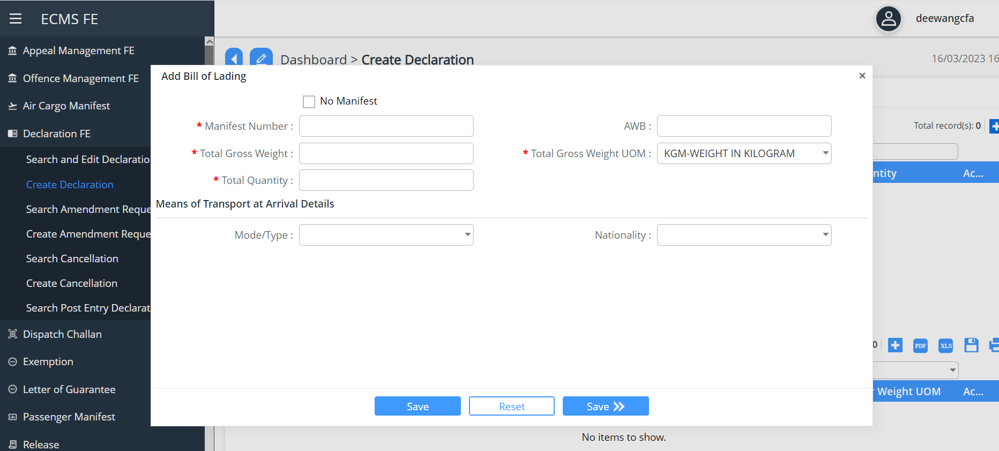 ECMS FE
deewangcfa
Appeal Management FE
Offence Management FE
Air Cargo Manifest
Declaration FE
Search and Edit Declaratio
Create Declaration
Search Amendment Reque
Create Amendment Reque
Search Cancellation
Create Cancellation
Search Post Entry Declarat
Dispatch Challan
Exemption
Letter of Guarantee
Passenger Manifest
Release
Dashboard > Create Declaration
16/03/2023 16
Add Bill of Lading
×
No Manifest
* Manifest Number :
AWB :
* Total Gross Weight :
* Total Gross Weight UOM :
KGM-WEIGHT IN KILOGRAM
* Total Quantity :
Means of Transport at Arrival Details
Mode/Type :
Nationality :
Save
Reset
Save
Total record(s): 0
ntity
Ac...
0
PDF
XLS
r Weight UOM
Ac...
No items to show.